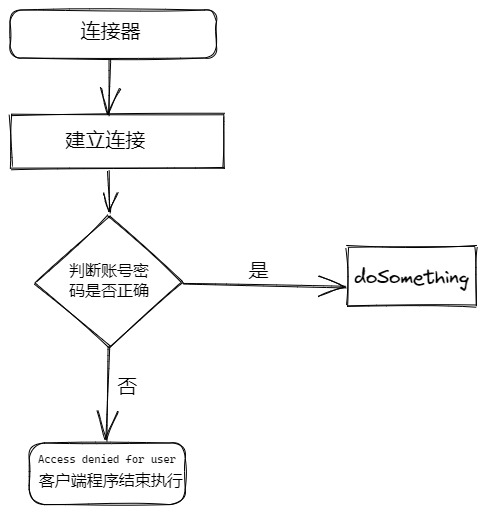 连接器
建立连接
判断账号密
码是否正确
是
doSomething
否
Access denied for user
客户端程序结束执行